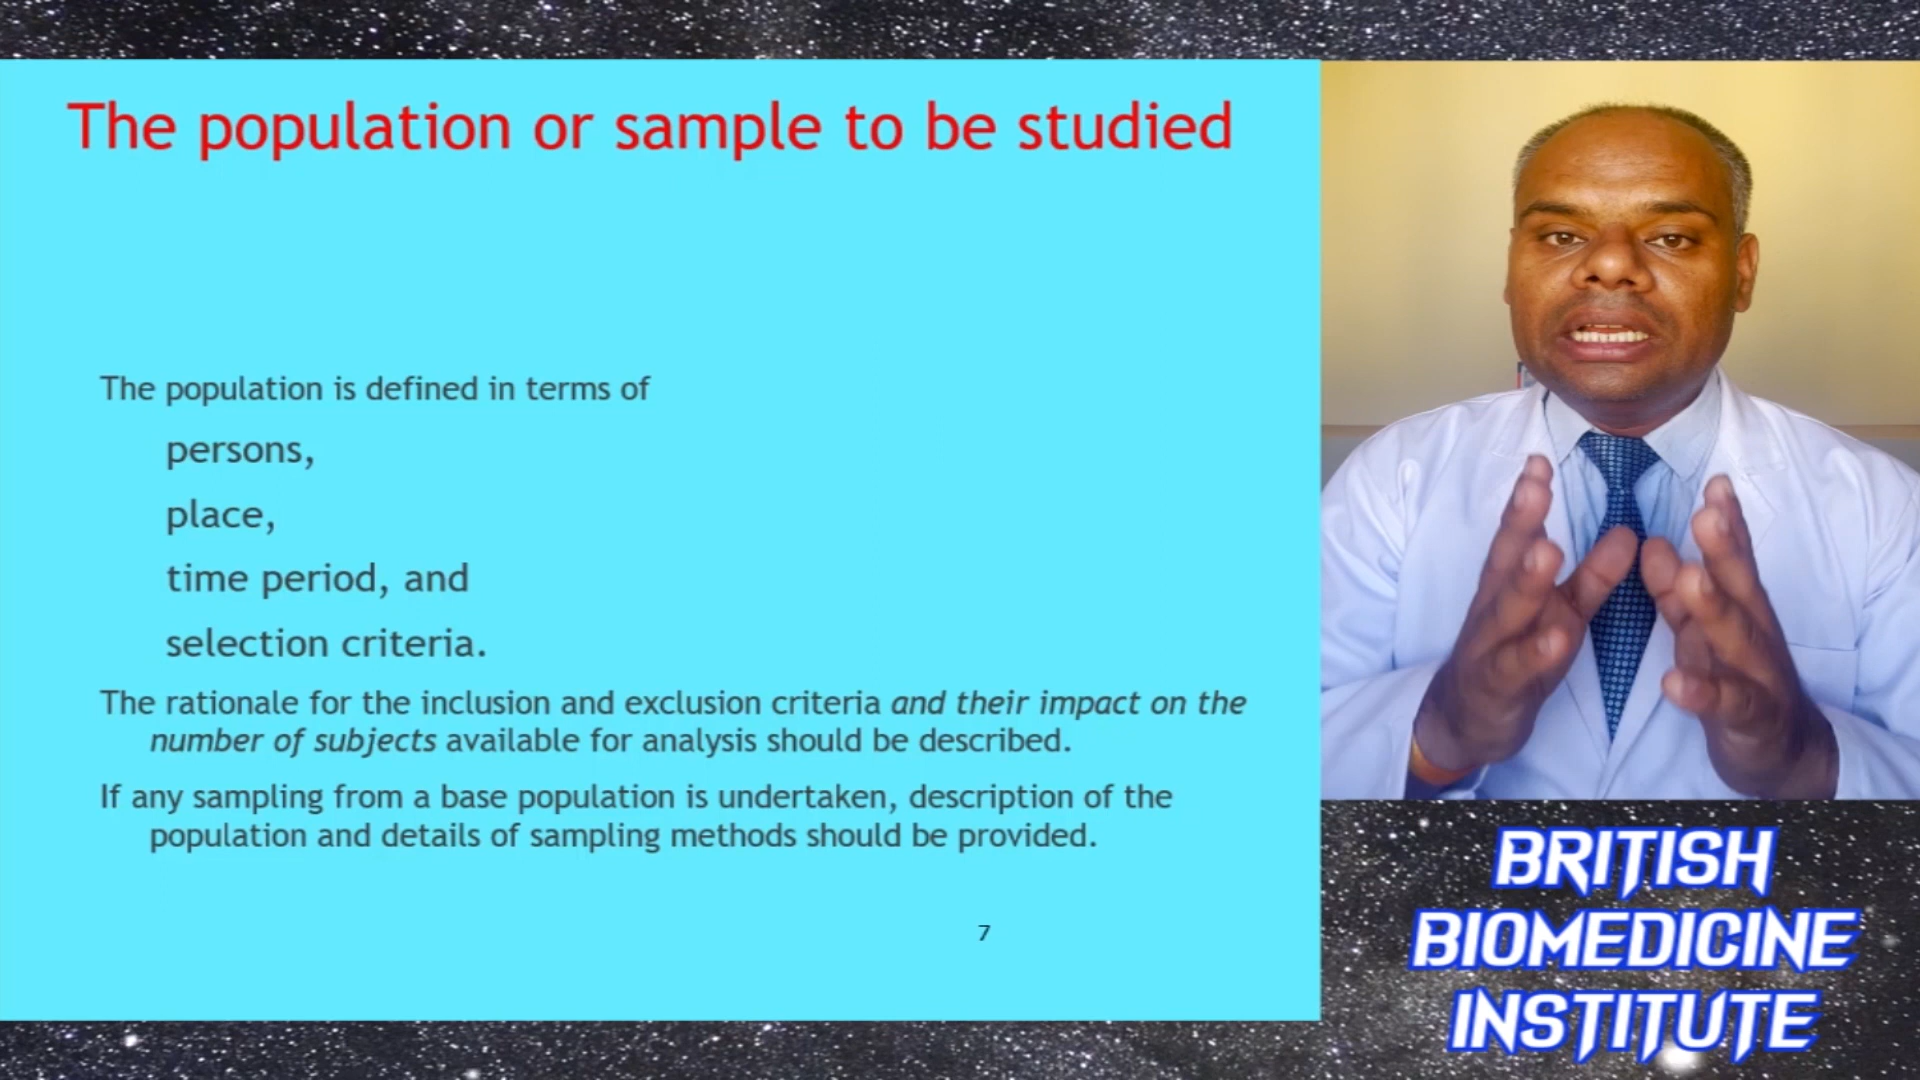 The population or sample to be studied
The population is defined in terms of
persons,
place,
time period, and
selection criteria.
The rationale for the inclusion and exclusion criteria and their impact on the
number of subjects available for analysis should be described.
If any sampling from a base population is undertaken, description of the
population and details of sampling methods should be provided.
7
BRITISH
BIOMEDICINE
INSTITUTE